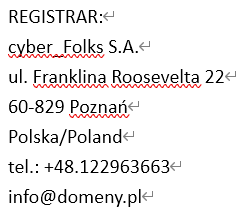 REGISTRAR:
cyber_Folks S.A.
ul. Franklina Roosevelta 22
60-829 Poznań
Polska/Poland
tel.: +48.122963663
info@domeny.pl